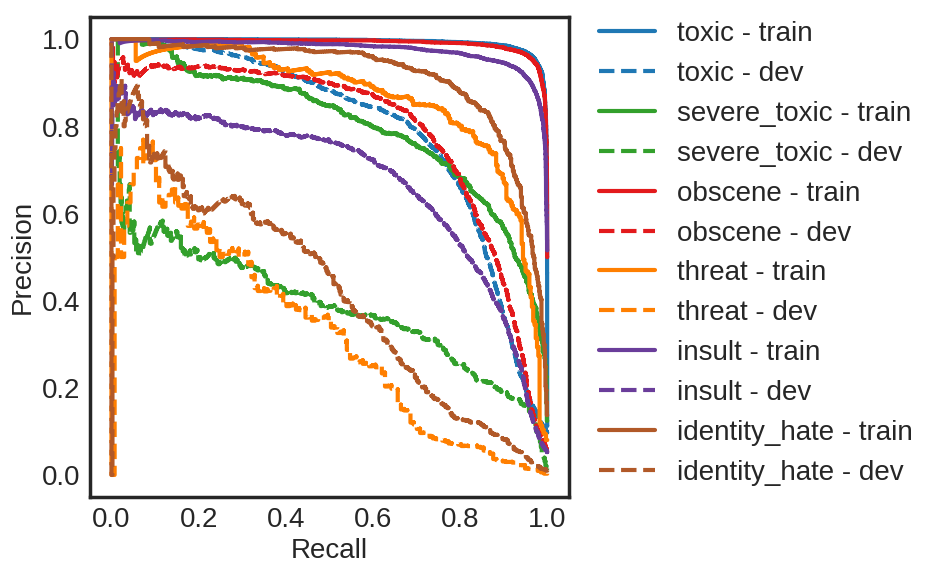 1.0
0.8
0.6
0.4
0.2
0.0
Precision
0.0 0.2 0.4 0.6 0.8 1.0
Recall
toxic - train
toxic - dev
severe_toxic - train
severe_toxic - dev
obscene - train
obscene - dev
threat - train
threat - dev
insult - train
insult - dev
identity_hate - train
identity_hate - dev